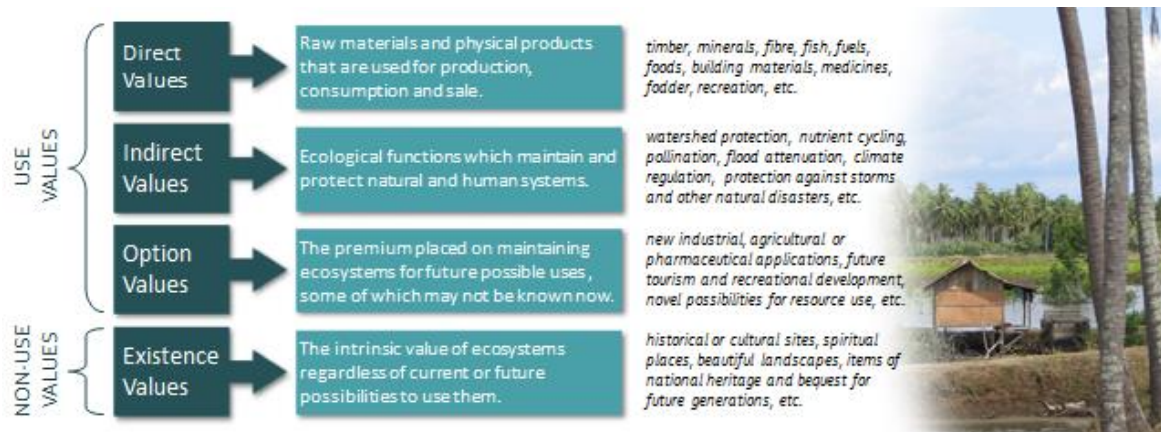 USE
VALUES
Direct
Values
Raw materials and physical products
that are used for production,
consumption and sale.
timber, minerals, fibre, fish, fuels,
foods, building materials, medicines,
fodder, recreation, etc.
Indirect
Values
Ecological functions which maintain and
protect natural and human systems.
watershed protection, nutrient cycling,
pollination, flood attenuation, climate
regulation, protection against storms
and other natural disasters, etc.
Option
Values
The premium placed on maintaining
ecosystems for future possible uses,
some of which may not be known now.
new industrial, agricultural or
pharmaceutical applications, future
tourism and recreational development,
novel possibilities for resource use, etc.
NON-USE
VALUES
Existence
Values
The intrinsic value of ecosystems
regardless of current or future
possibilities to use them.
historical or cultural sites, spiritual
places, beautiful landscapes, items of
national heritage and bequest for
future generations, etc.